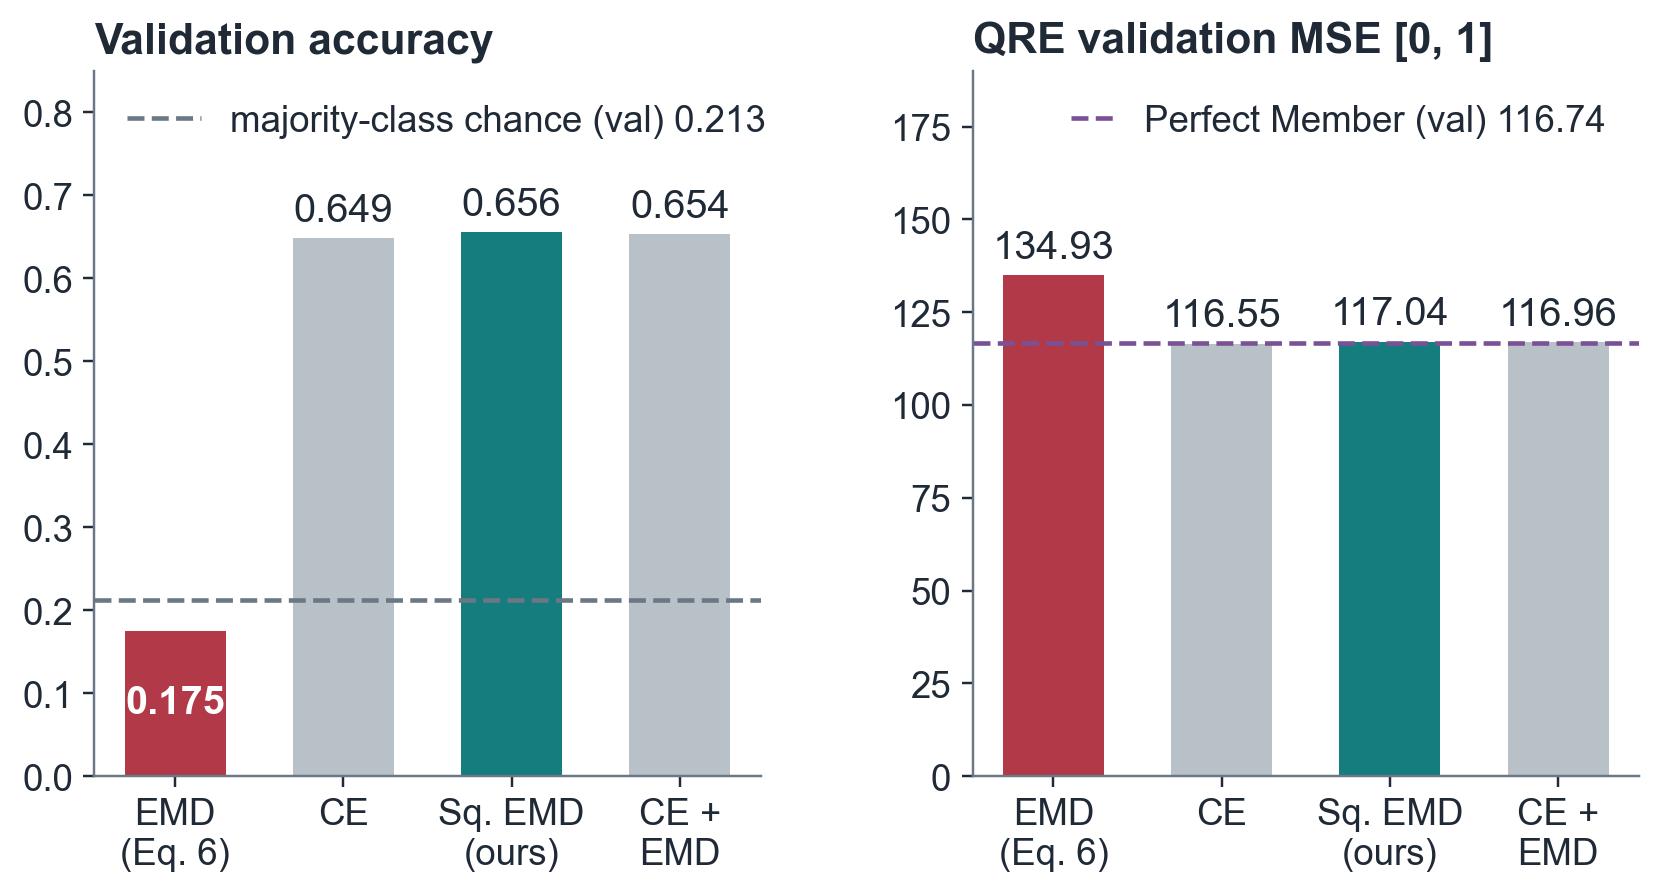 Validation accuracy
majority-class chance (val) 0.213
0.8
0.7
0.6
0.5
0.4
0.3
0.2
0.1
0.0
0.175
0.649
0.656
0.654
EMD
(Eq. 6)
CE
Sq. EMD
(ours)
CE +
EMD
QRE validation MSE [0, 1]
Perfect Member (val) 116.74
175
150
125
100
75
50
25
0
134.93
116.55
117.04
116.96
EMD
(Eq. 6)
CE
Sq. EMD
(ours)
CE +
EMD